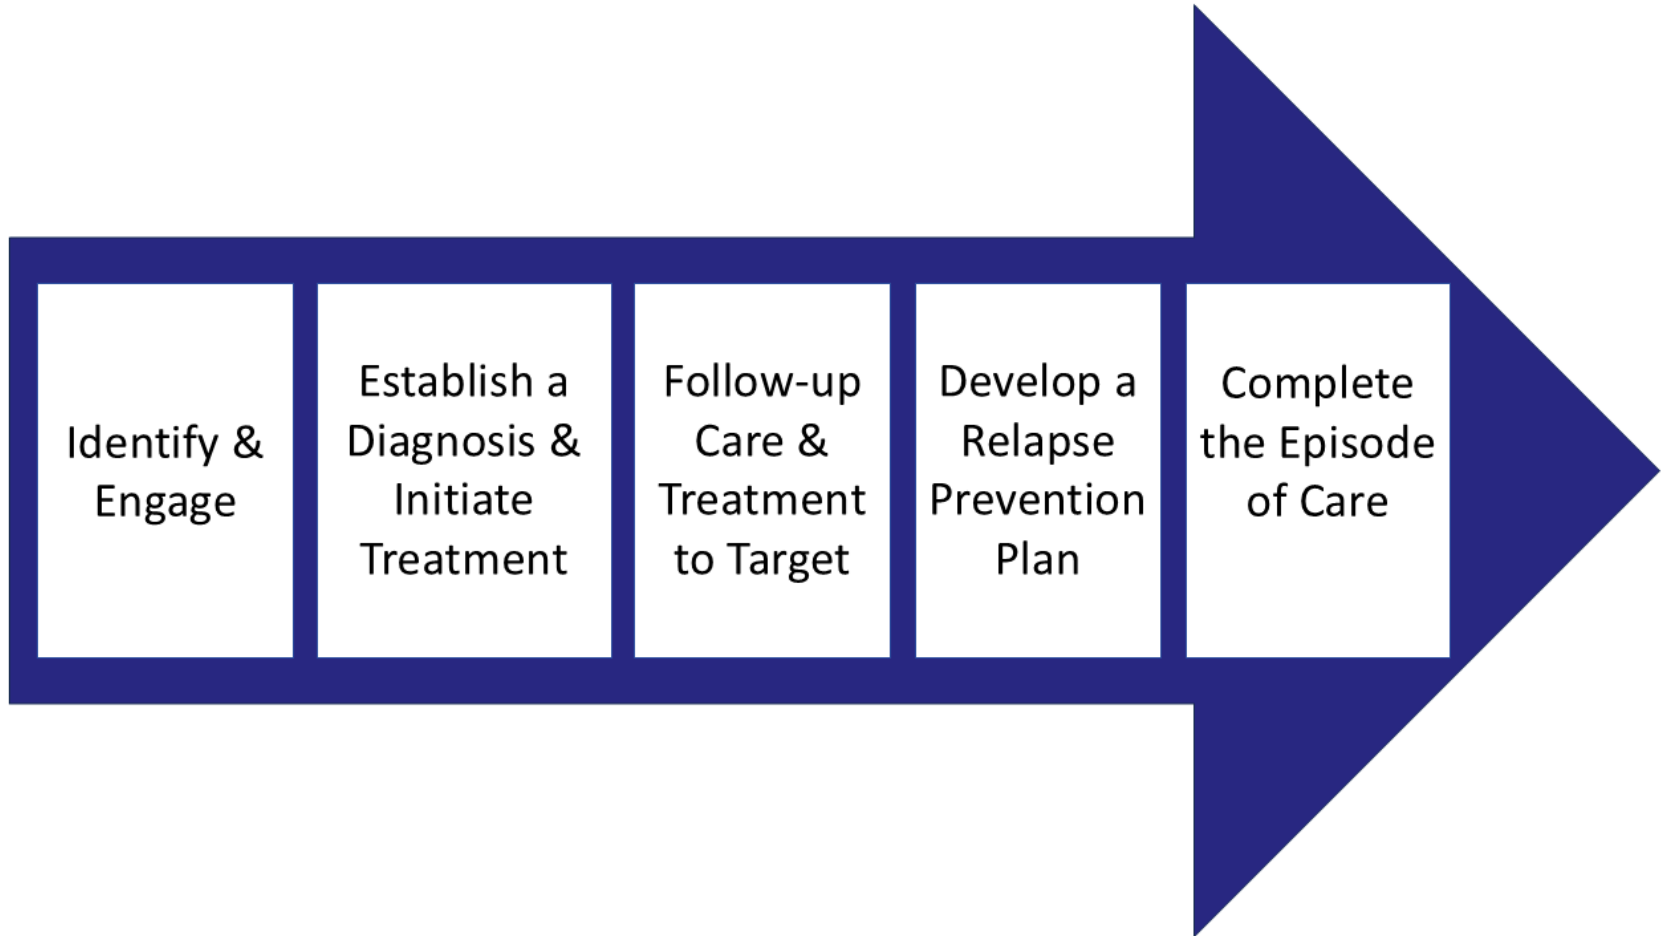 Identify &
Engage
Establish a
Diagnosis &
Initiate
Treatment
Follow-up
Care &
Treatment
to Target
Develop a
Relapse
Prevention
Plan
Complete
the Episode
of Care